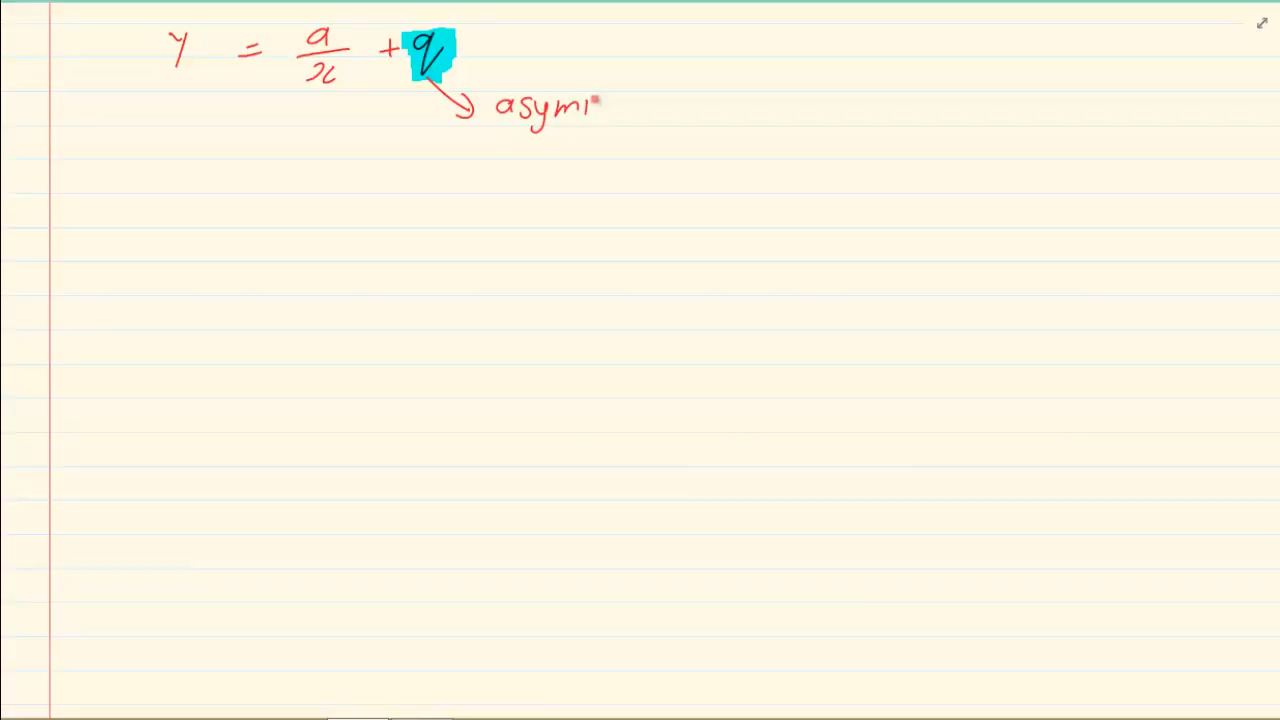 y = a/x + q
asym